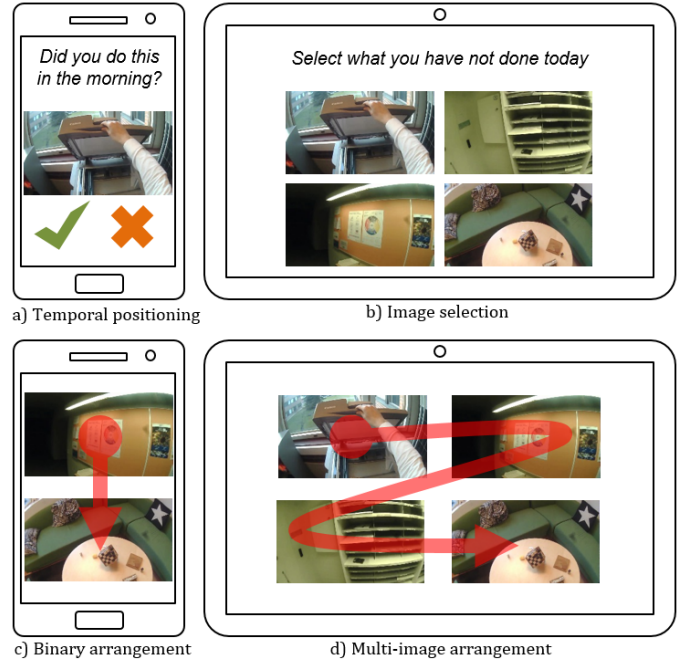 Did you do this
in the morning?
Select what you have not done today
a) Temporal positioning
b) Image selection
c) Binary arrangement
d) Multi-image arrangement